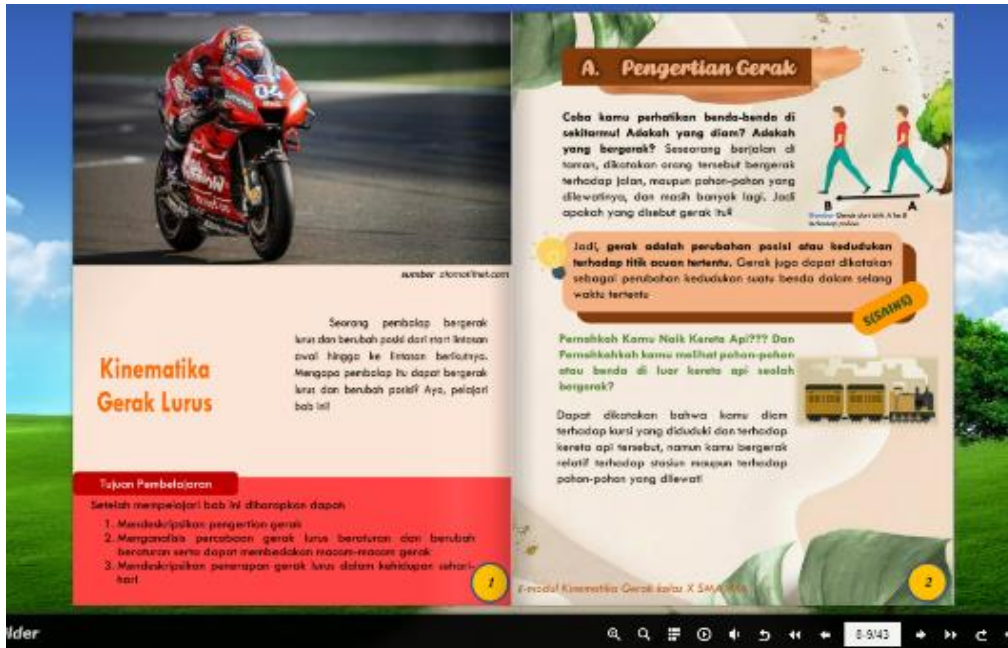 04
sumber otomotifnet.com
Kinematika
Gerak Lurus
Seorang pembalap bergerak
lurus dan berubah posisi dari start lintasan
awal hingga ke lintasan berikutnya.
Mengapa pembalap itu dapat bergerak
lurus dan berubah posisi? Ayo, pelajari
bab ini!
Tujuan Pembelajaran
Setelah mempelajari bab ini diharapkan dapat
1. Mendeskripsikan pengertian gerak
2. Menganalisis percobaan gerak lurus beraturan dan berubah
beraturan serta dapat membedakan macam-macam gerak
3. Mendeskripsikan penerapan gerak lurus dalam kehidupan sehari-
hari
1
A. Pengertian Gerak
Coba kamu perhatikan benda-benda di
sekitarmu! Adakah yang diam? Adakah
yang bergerak? Seseorang berjalan di
taman, dikatakan orang tersebut bergerak
terhadap jalan, maupun pohon-pohon yang
dilewatinya, dan masih banyak lagi. Jadi
apakah yang disebut gerak itu?
B A
Gambar Gerak dari titik A ke B
terhadap pohon
Jadi, gerak adalah perubahan posisi atau kedudukan
terhadap titik acuan tertentu. Gerak juga dapat dikatakan
sebagai perubahan kedudukan suatu benda dalam selang
waktu tertentu
S(SAINS)
Pernahkah Kamu Naik Kereta Api??? Dan
Pernahkahkah kamu melihat pohon-pohon
atau benda di luar kereta api seolah
bergerak?
Dapat dikatakan bahwa kamu diam
terhadap kursi yang diduduki dan terhadap
kereta api tersebut, namun kamu bergerak
relatif terhadap stasiun maupun terhadap
pohon-pohon yang dilewati
E-modul Kinematika Gerak kelas X
2
lder
8-9/43